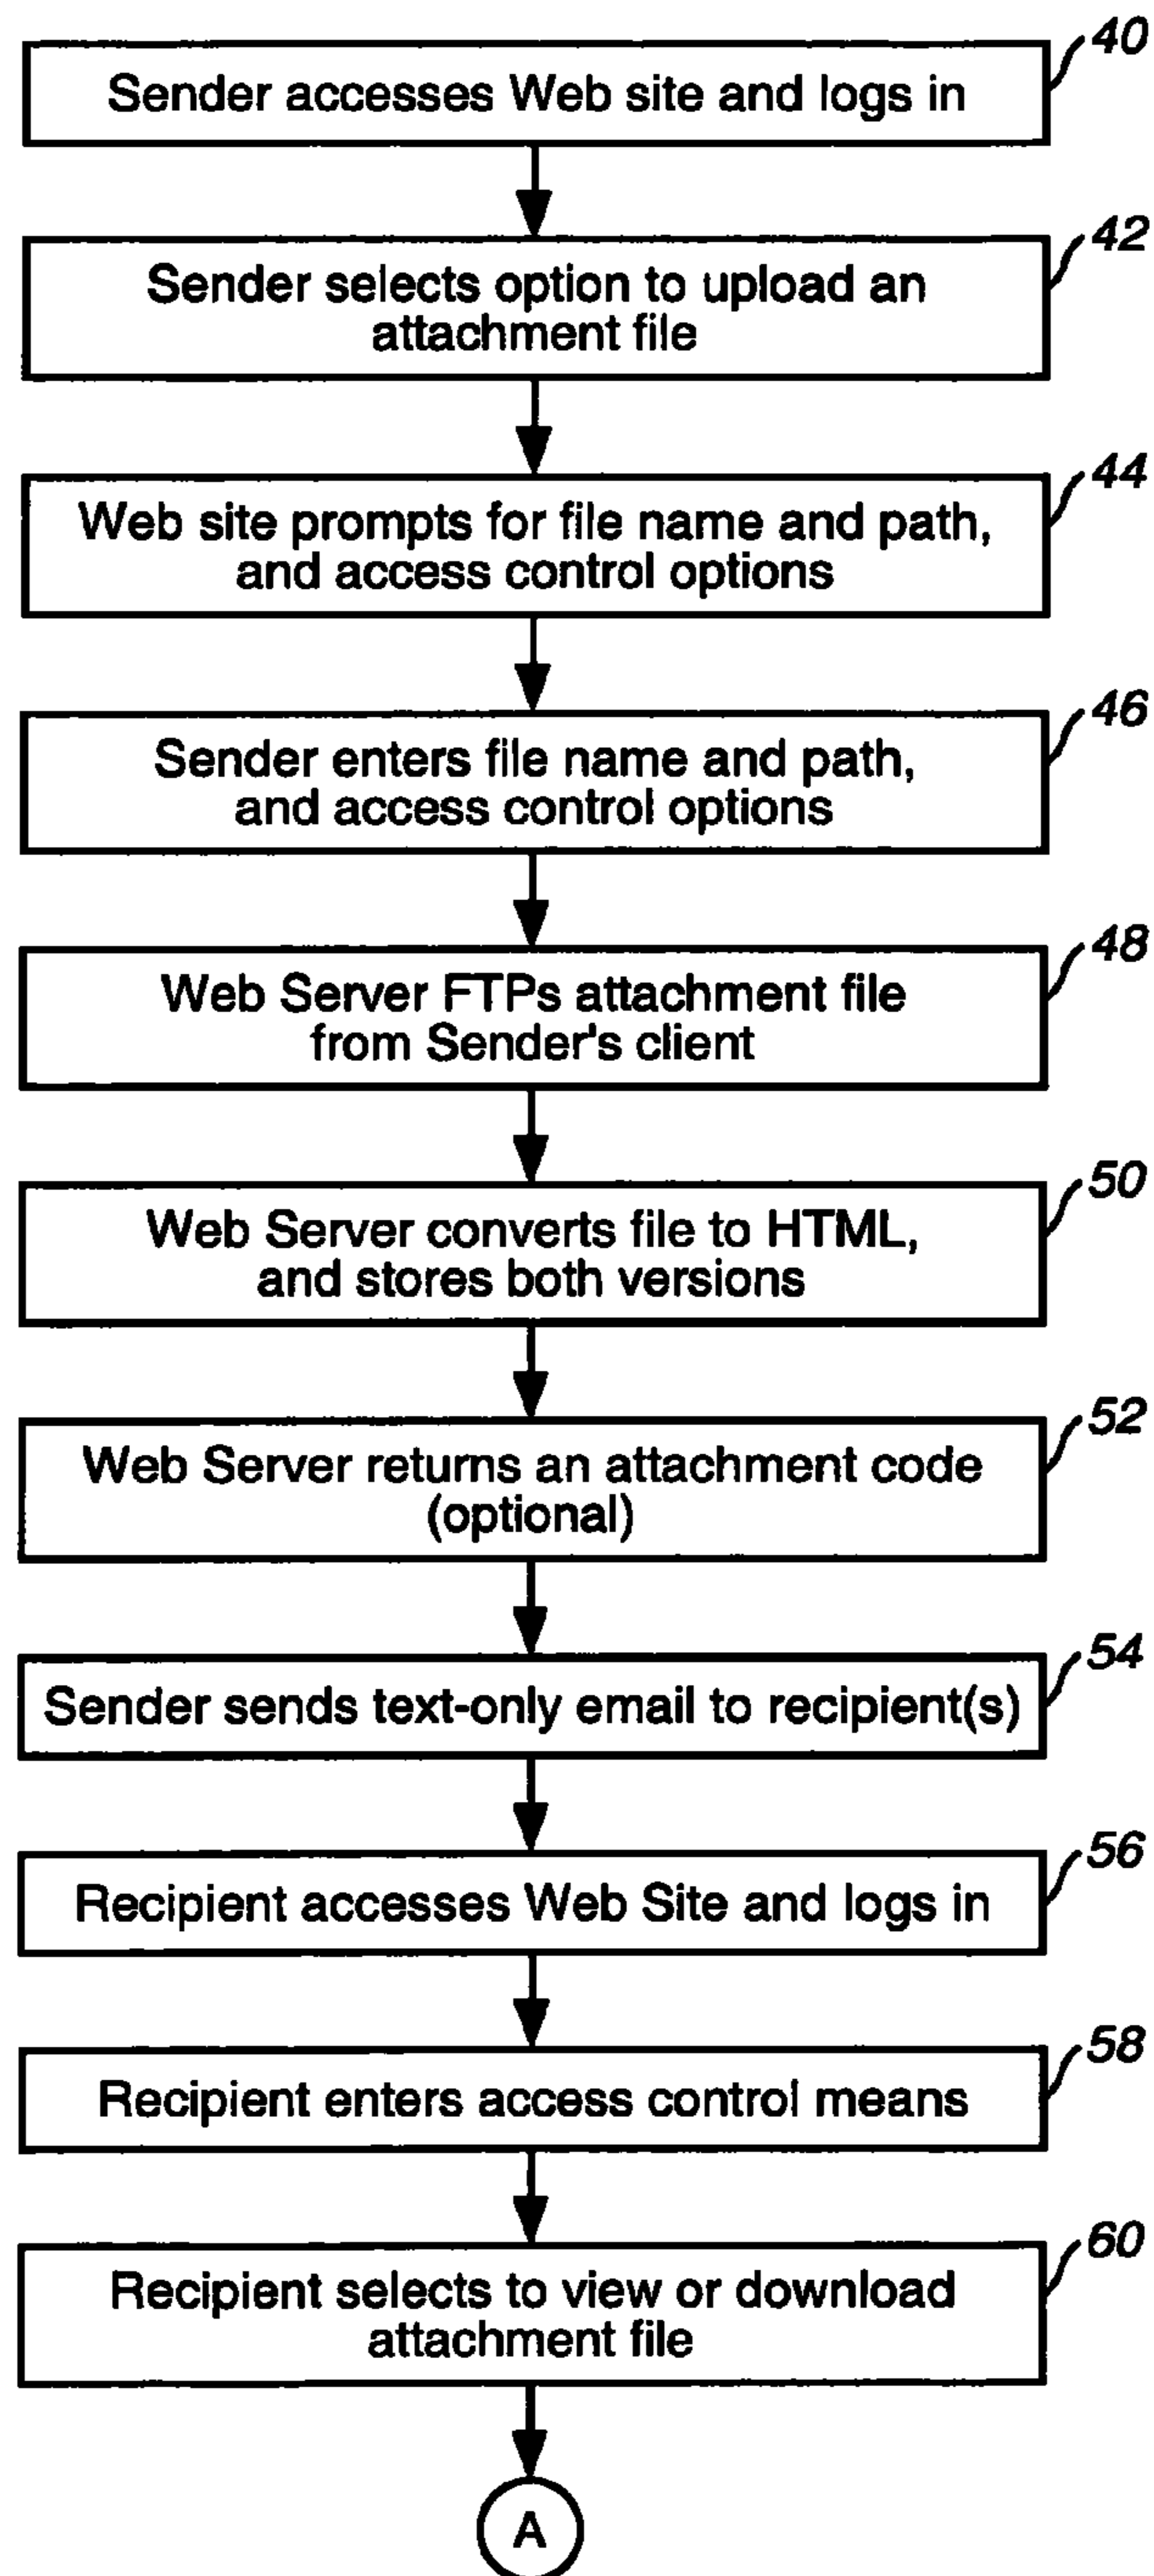 40
Sender accesses Web site and logs in
42
Sender selects option to upload an
attachment file
44
Web site prompts for file name and path,
and access control options
46
Sender enters file name and path,
and access control options
48
Web Server FTPs attachment file
from Sender's client
50
Web Server converts file to HTML,
and stores both versions
52
Web Server returns an attachment code
(optional)
54
Sender sends text-only email to recipient(s)
56
Recipient accesses Web Site and logs in
58
Recipient enters access control means
60
Recipient selects to view or download
attachment file
A